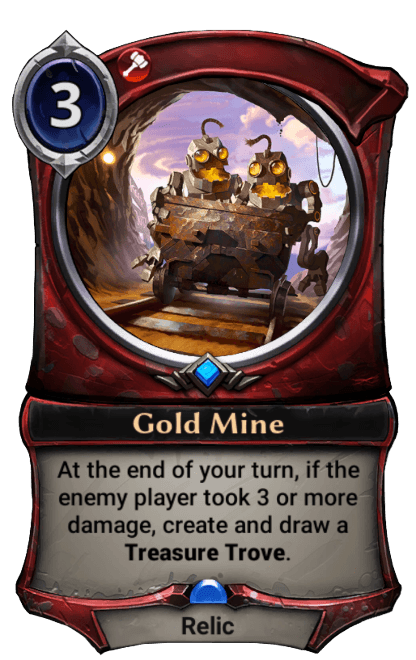 3
Gold Mine
At the end of your turn, if the
enemy player took 3 or more
damage, create and draw a
Treasure Trove.
Relic